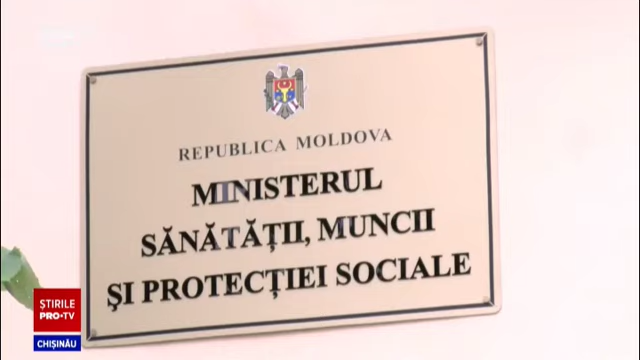 REPUBLICA MOLDOVA
MINISTERUL
SĂNĂTĂȚII, MUNCII
ȘI PROTECȚIEI SOCIALE
ȘTIRILE
PRO•TV
CHIȘINĂU